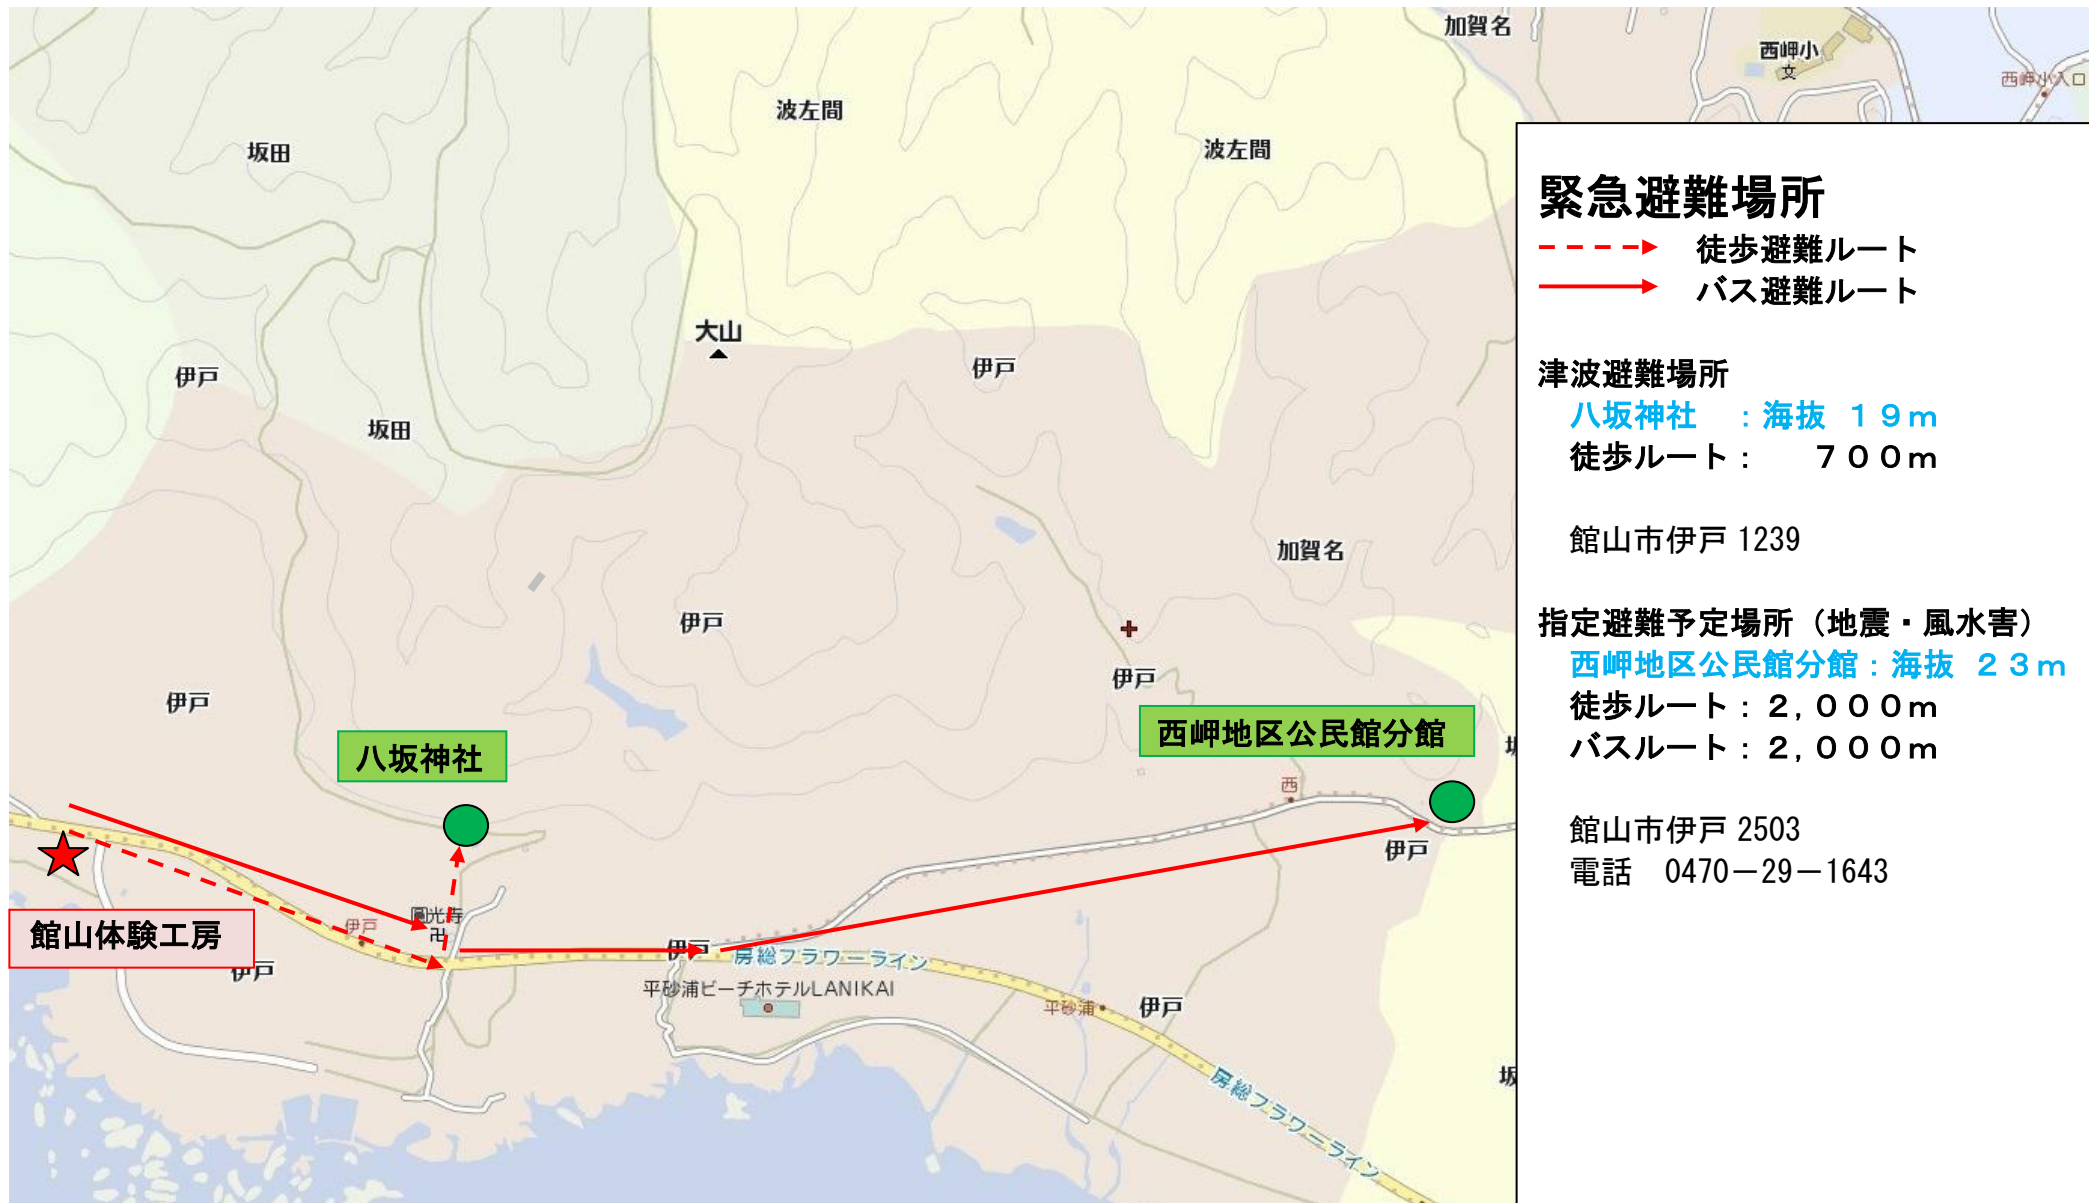 加賀名
西岬小
文
西岬小入口
波左間
坂田
波左間
緊急避難場所
徒歩避難ルート
バス避難ルート
大山
伊戸
伊戸
津波避難場所
坂田
八坂神社　：海抜　１９ｍ
徒歩ルート：　　７００ｍ
館山市伊戸 1239
加賀名
伊戸
指定避難予定場所（地震・風水害）
西岬地区公民館分館：海抜　２３ｍ
伊戸
伊戸
徒歩ルート：２,０００ｍ
バスルート：２,０００ｍ
西岬地区公民館分館
八坂神社
西
館山市伊戸 2503
電話　0470－29－1643
伊戸
圓光寺
卍
伊戸
館山体験工房
伊戸
伊戸
房総フラワーライン
平砂浦ビーチホテルLANIKAI
平砂浦
伊戸
房総フラワーライン